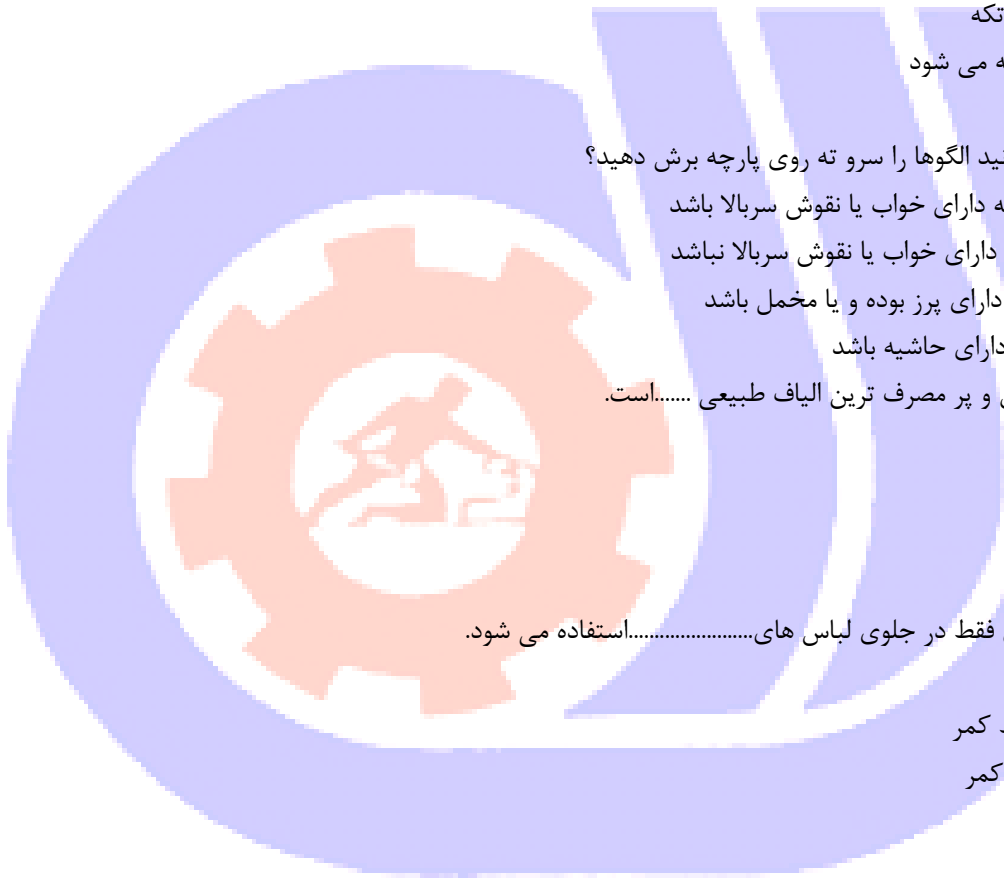 تکه
ه می شود
ید الگوها را سرو ته روی پارچه برش دهید؟
ه دارای خواب یا نقوش سربالا باشد
دارای خواب یا نقوش سربالا نباشد
دارای پرز بوده و یا مخمل باشد
دارای حاشیه باشد
و پر مصرف ترین الیاف طبیعی .......است.
فقط در جلوی لباس های......................استفاده می شود.
کمر
کمر